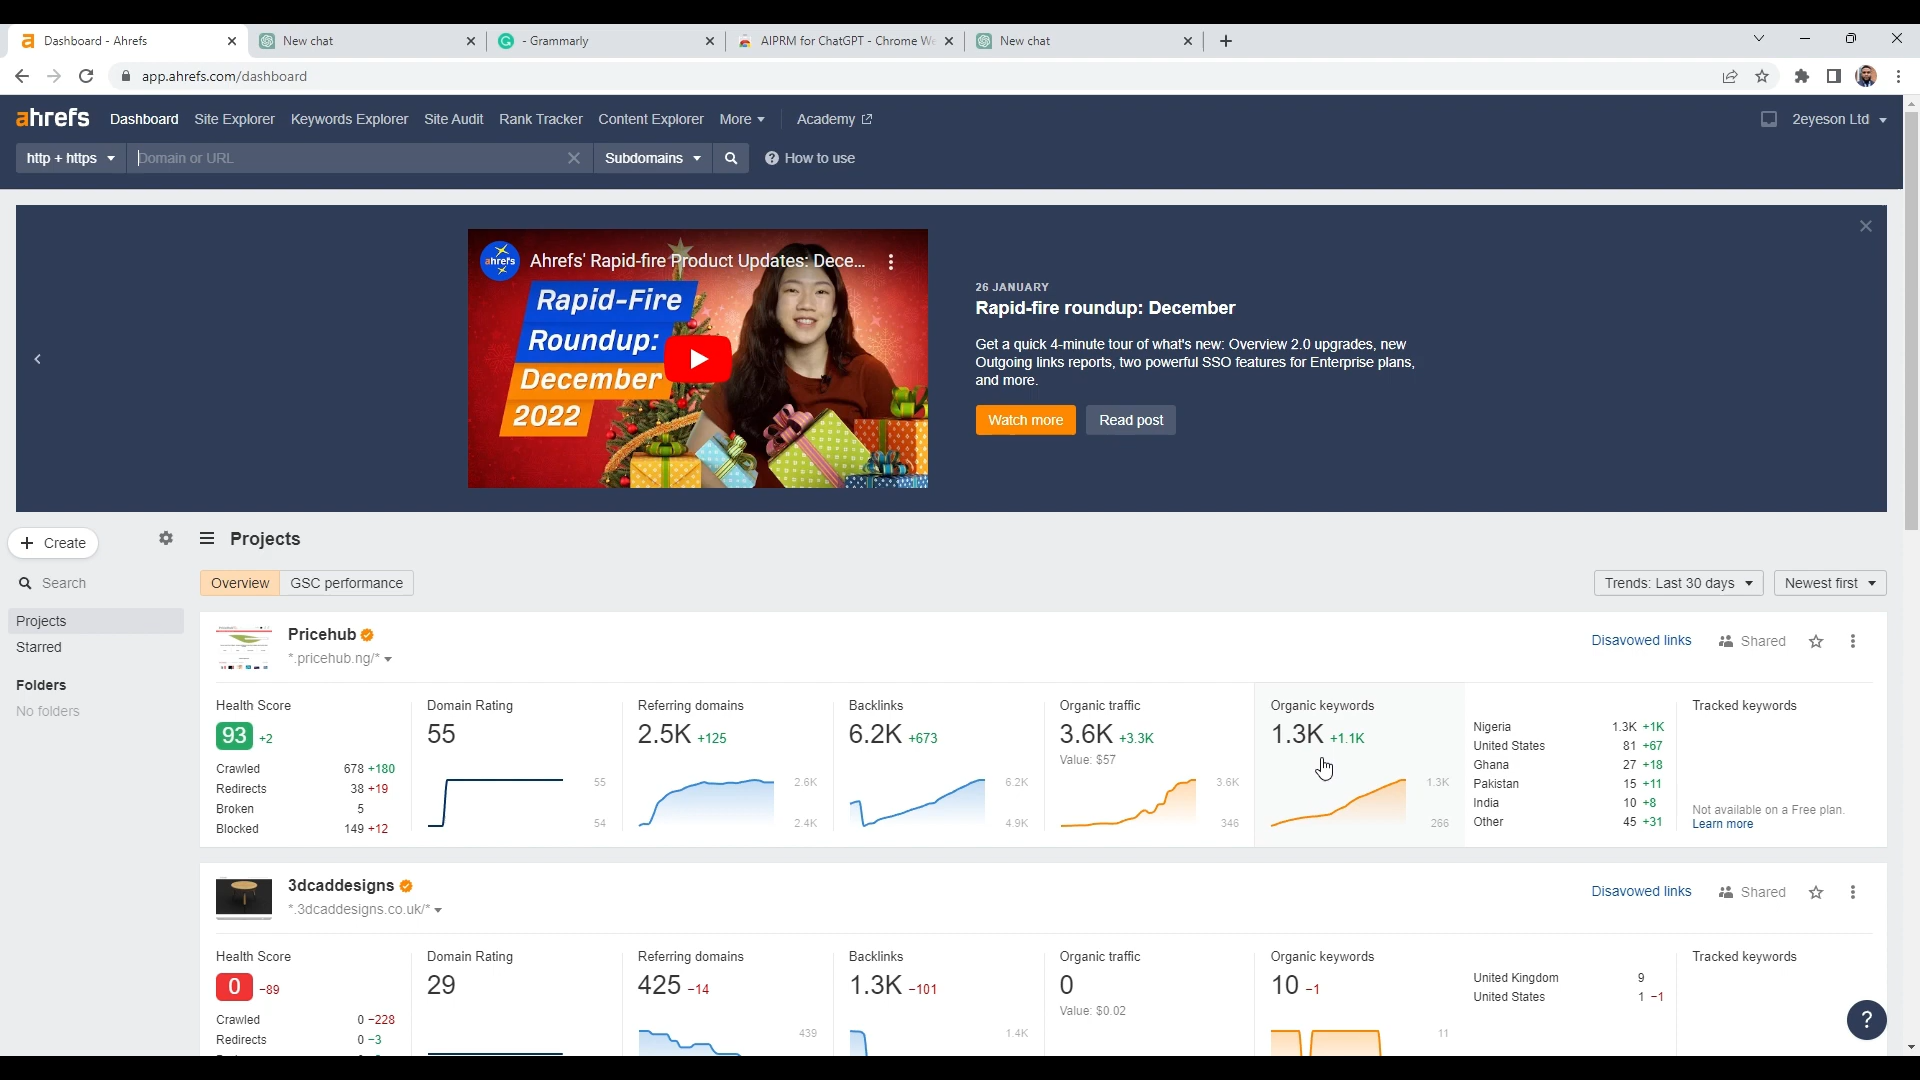 Dashboard - Ahrefs
New chat
- Grammarly
AIPRM for ChatGPT - Chrome We
New chat
app.ahrefs.com/dashboard
ahrefs Dashboard Site Explorer Keywords Explorer Site Audit Rank Tracker Content Explorer More Academy
2eyeson Ltd
http + https Domain or URL Subdomains How to use
ahrefs Ahrefs' Rapid-fire Product Updates: Dece...
Rapid-Fire
Roundup:
December
2022
26 JANUARY
Rapid-fire roundup: December
Get a quick 4-minute tour of what's new: Overview 2.0 upgrades, new
Outgoing links reports, two powerful SSO features for Enterprise plans,
and more.
Watch more Read post
Create
Search
Projects
Starred
Folders
No folders
Projects
Overview GSC performance
Trends: Last 30 days Newest first
Pricehub
*.pricehub.ng/*
Disavowed links Shared
Health Score
93 +2
Crawled 678 +180
Redirects 38 +19
Broken 5
Blocked 149 +12
Domain Rating
55
55
54
Referring domains
2.5K +125
2.6K
2.4K
Backlinks
6.2K +673
6.2K
4.9K
Organic traffic
3.6K +3.3K
Value: $57
3.6K
346
Organic keywords
1.3K +1.1K
1.3K
266
Nigeria 1.3K +1K
United States 81 +67
Ghana 27 +18
Pakistan 15 +11
India 10 +8
Other 45 +31
Tracked keywords
Not available on a Free plan.
Learn more
3dcaddesigns
*.3dcaddesigns.co.uk/*
Disavowed links Shared
Health Score
0 -89
Crawled 0 -228
Redirects 0 -3
Domain Rating
29
Referring domains
425 -14
439
Backlinks
1.3K -101
1.4K
Organic traffic
0
Value: $0.02
Organic keywords
10 -1
11
United Kingdom 9
United States 1 -1
Tracked keywords
?